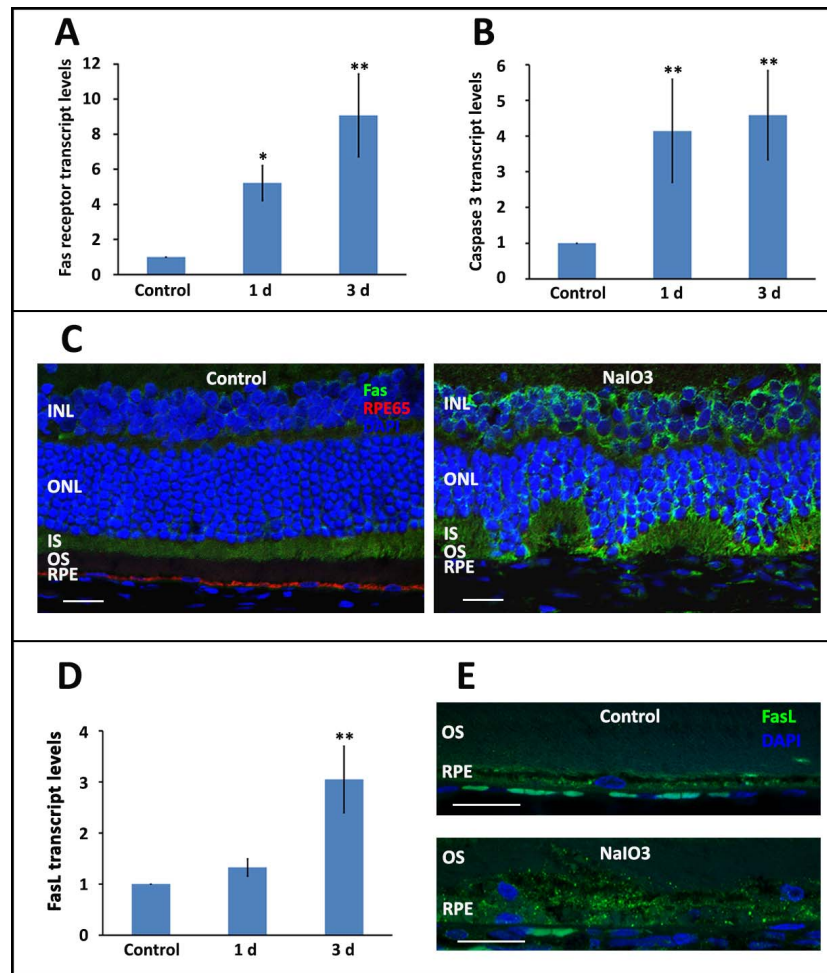 A
Fas receptor transcript levels
12
10
8
6
4
2
0
*
**
Control 1 d 3 d
B
Caspase 3 transcript levels
6
5
4
3
2
1
0
**
**
Control 1 d 3 d
C
Control
Fas
RPE65
DAPI
INL
ONL
IS
OS
RPE
NaIO3
INL
ONL
IS
OS
RPE
D
FasL transcript levels
4
3
2
1
0
**
Control 1 d 3 d
E
Control
FasL
DAPI
OS
RPE
NaIO3
OS
RPE